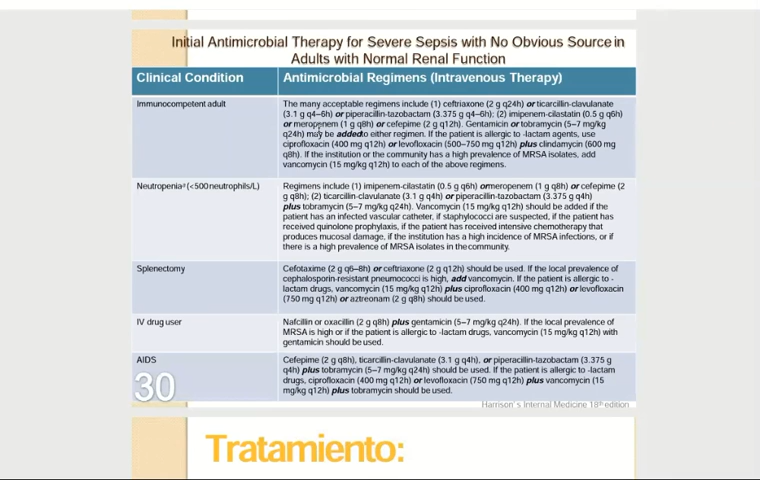 Initial Antimicrobial Therapy for Severe Sepsis with No Obvious Source in
Adults with Normal Renal Function
Clinical Condition
Antimicrobial Regimens (Intravenous Therapy)
Immunocompetent adult
The many acceptable regimens include (1) ceftriaxone (2 g q24h) or ticarcillin-clavulanate
(3.1 g q4–6h) or piperacillin-tazobactam (3.375 g q4–6h); (2) imipenem-cilastatin (0.5 g q6h)
or meropenem (1 g q8h) or cefepime (2 g q12h). Gentamicin or tobramycin (5–7 mg/kg
q24h) may be addedto either regimen. If the patient is allergic to -lactam agents, use
ciprofloxacin (400 mg q12h) or levofloxacin (500–750 mg q12h) plus clindamycin (600 mg
q8h). If the institution or the community has a high prevalence of MRSA isolates, add
vancomycin (15 mg/kg q12h) to each of the above regimens.
Neutropeniaᵃ (<500 neutrophils/L)
Regimens include (1) imipenem-cilastatin (0.5 g q6h) ormeropenem (1 g q8h) or cefepime (2
g q8h); (2) ticarcillin-clavulanate (3.1 g q4h) or piperacillin-tazobactam (3.375 g q4h)
plus tobramycin (5–7 mg/kg q24h). Vancomycin (15 mg/kg q12h) should be added if the
patient has an infected vascular catheter, if staphylococci are suspected, if the patient has
received quinolone prophylaxis, if the patient has received intensive chemotherapy that
produces mucosal damage, if the institution has a high incidence of MRSA infections, or if
there is a high prevalence of MRSA isolates in the community.
Splenectomy
Cefotaxime (2 g q6–8h) or ceftriaxone (2 g q12h) should be used. If the local prevalence of
cephalosporin-resistant pneumococci is high, add vancomycin. If the patient is allergic to -
lactam drugs, vancomycin (15 mg/kg q12h) plus ciprofloxacin (400 mg q12h) or levofloxacin
(750 mg q12h) or aztreonam (2 g q8h) should be used.
IV drug user
Nafcillin or oxacillin (2 g q8h) plus gentamicin (5–7 mg/kg q24h). If the local prevalence of
MRSA is high or if the patient is allergic to -lactam drugs, vancomycin (15 mg/kg q12h) with
gentamicin should be used.
AIDS
Cefepime (2 g q8h), ticarcillin-clavulanate (3.1 g q4h), or piperacillin-tazobactam (3.375 g
q4h) plus tobramycin (5–7 mg/kg q24h) should be used. If the patient is allergic to -lactam
drugs, ciprofloxacin (400 mg q12h) or levofloxacin (750 mg q12h) plus vancomycin (15
mg/kg q12h) plus tobramycin should be used.
30
Harrison's Internal Medicine 18ᵗʰ edition
Tratamiento: